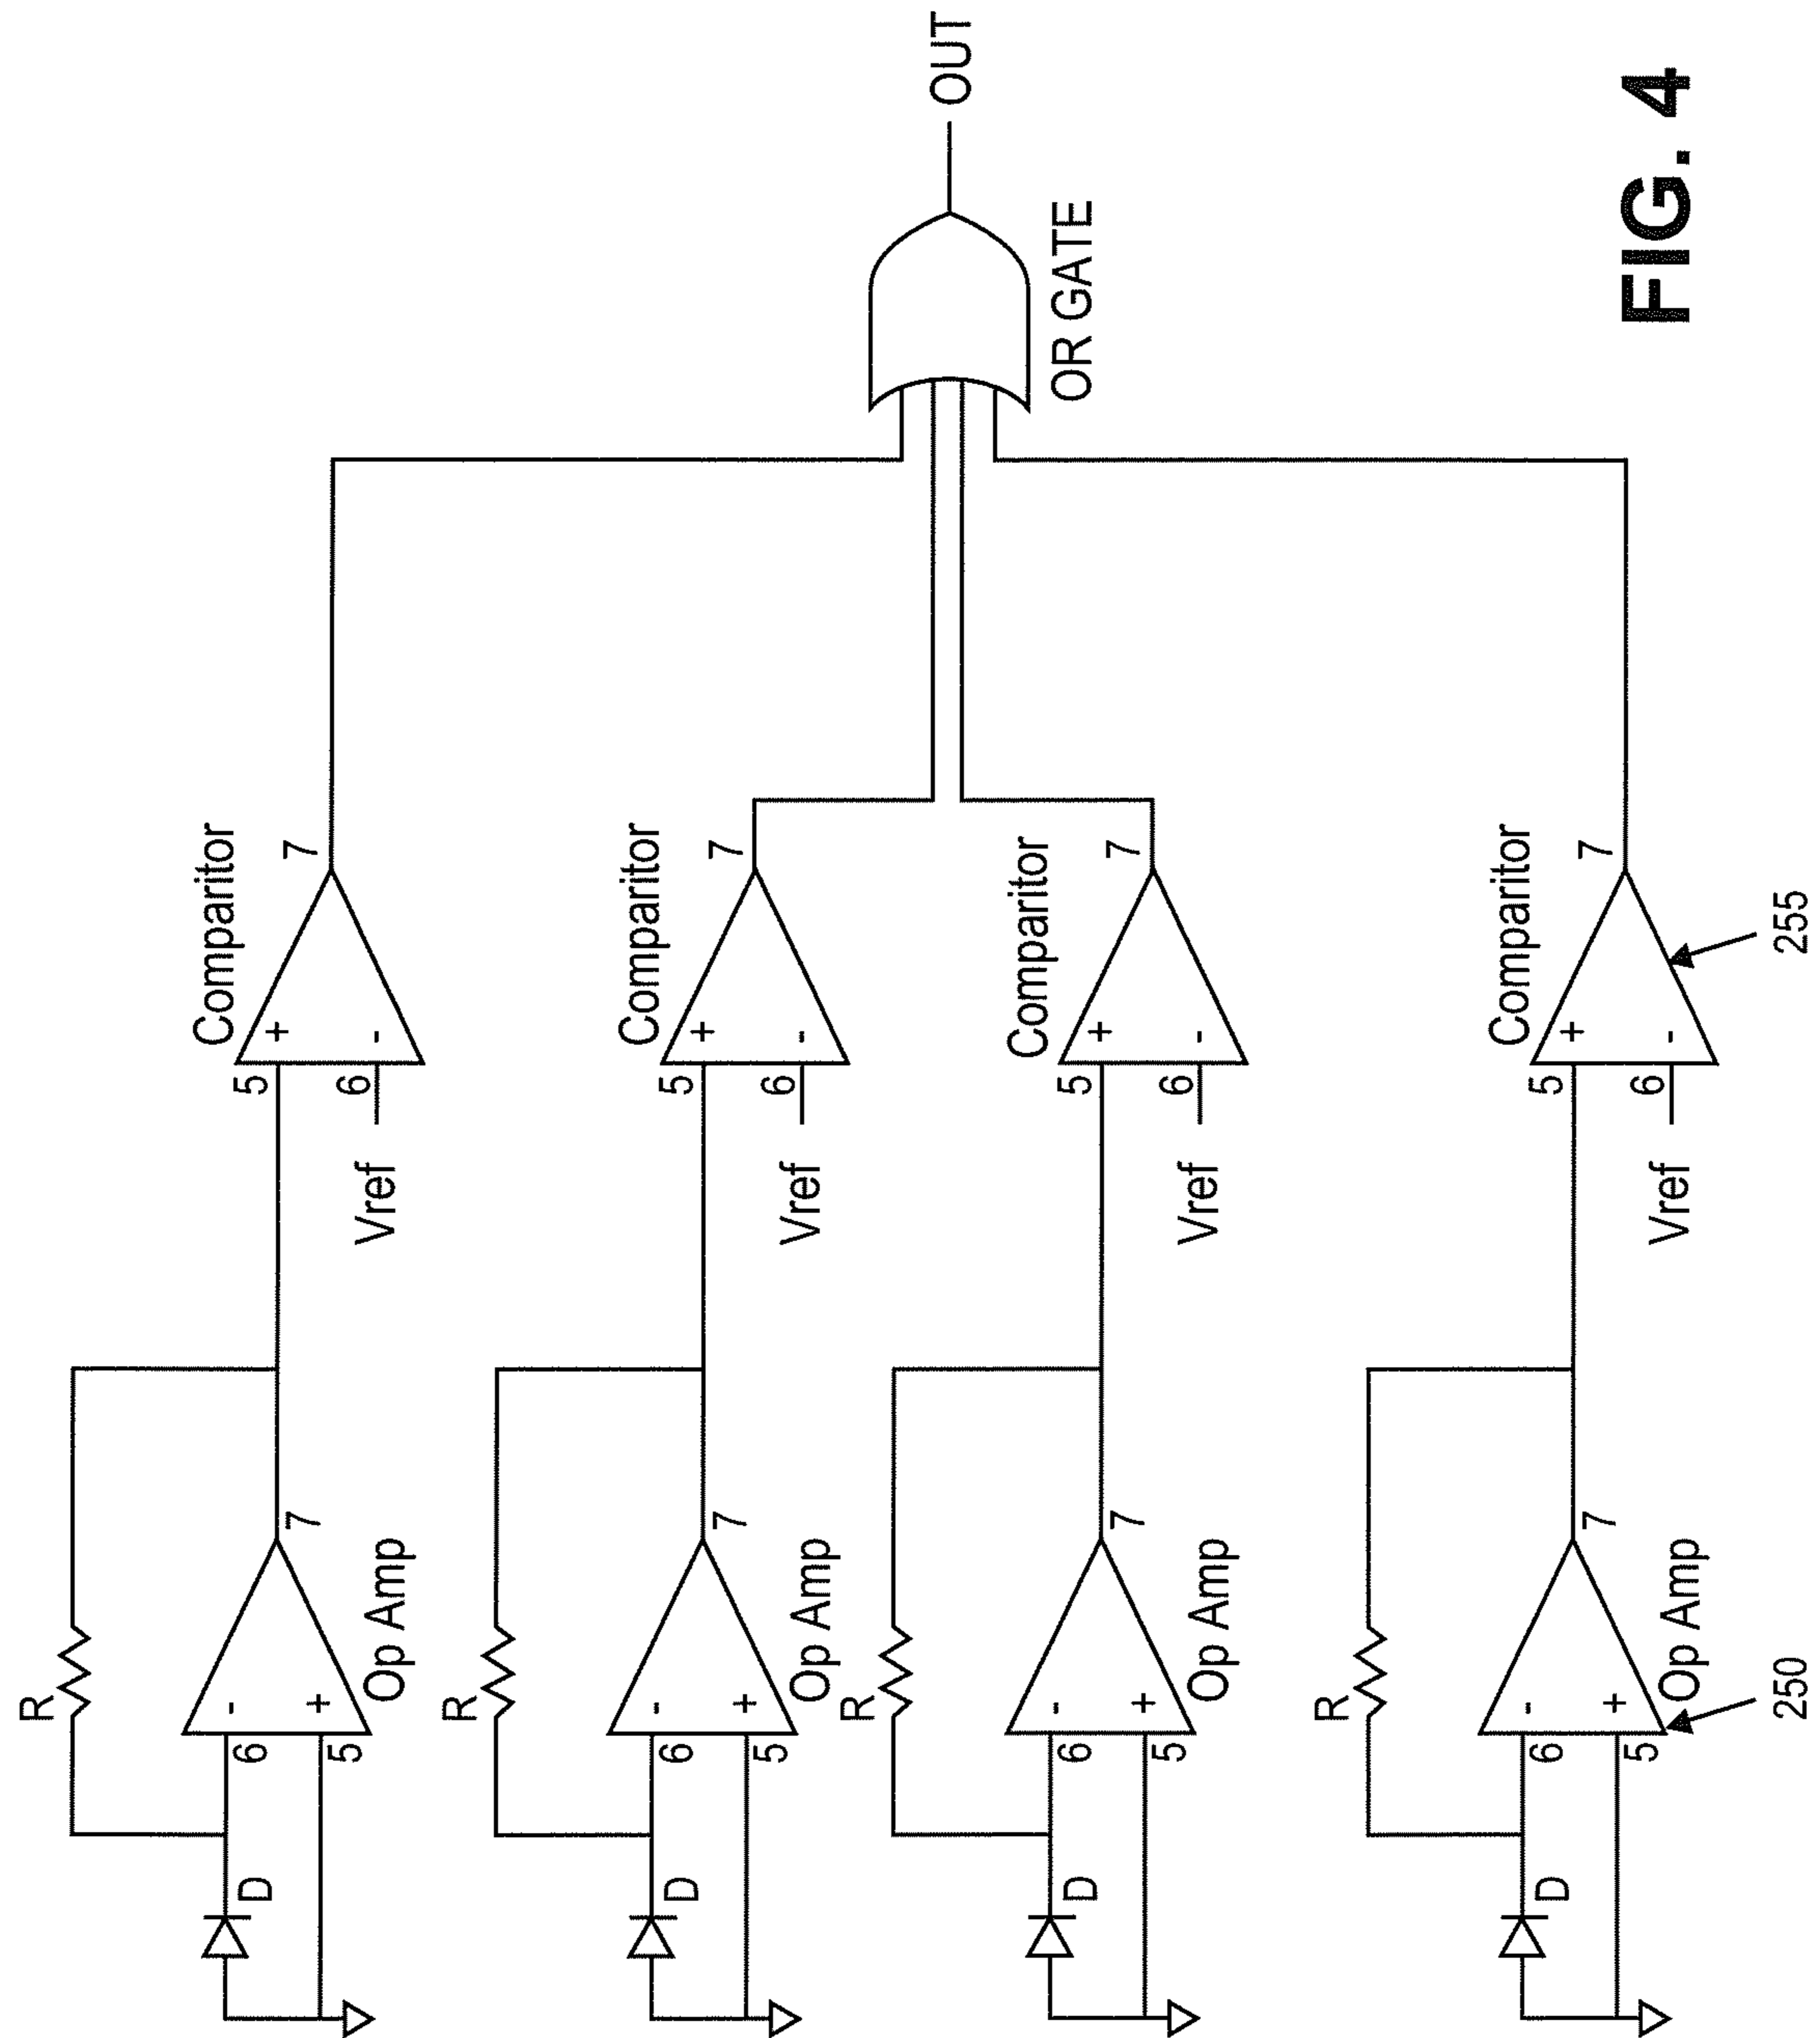 R
6
5
-
+
7
Op Amp
D
5
6
+
-
7
Comparitor
Vref
R
6
5
-
+
7
Op Amp
D
5
6
+
-
7
Comparitor
Vref
OR GATE
OUT
R
6
5
-
+
7
Op Amp
D
5
6
+
-
7
Comparitor
Vref
R
6
5
-
+
7
Op Amp
D
250
5
6
+
-
7
Comparitor
Vref
255
FIG. 4